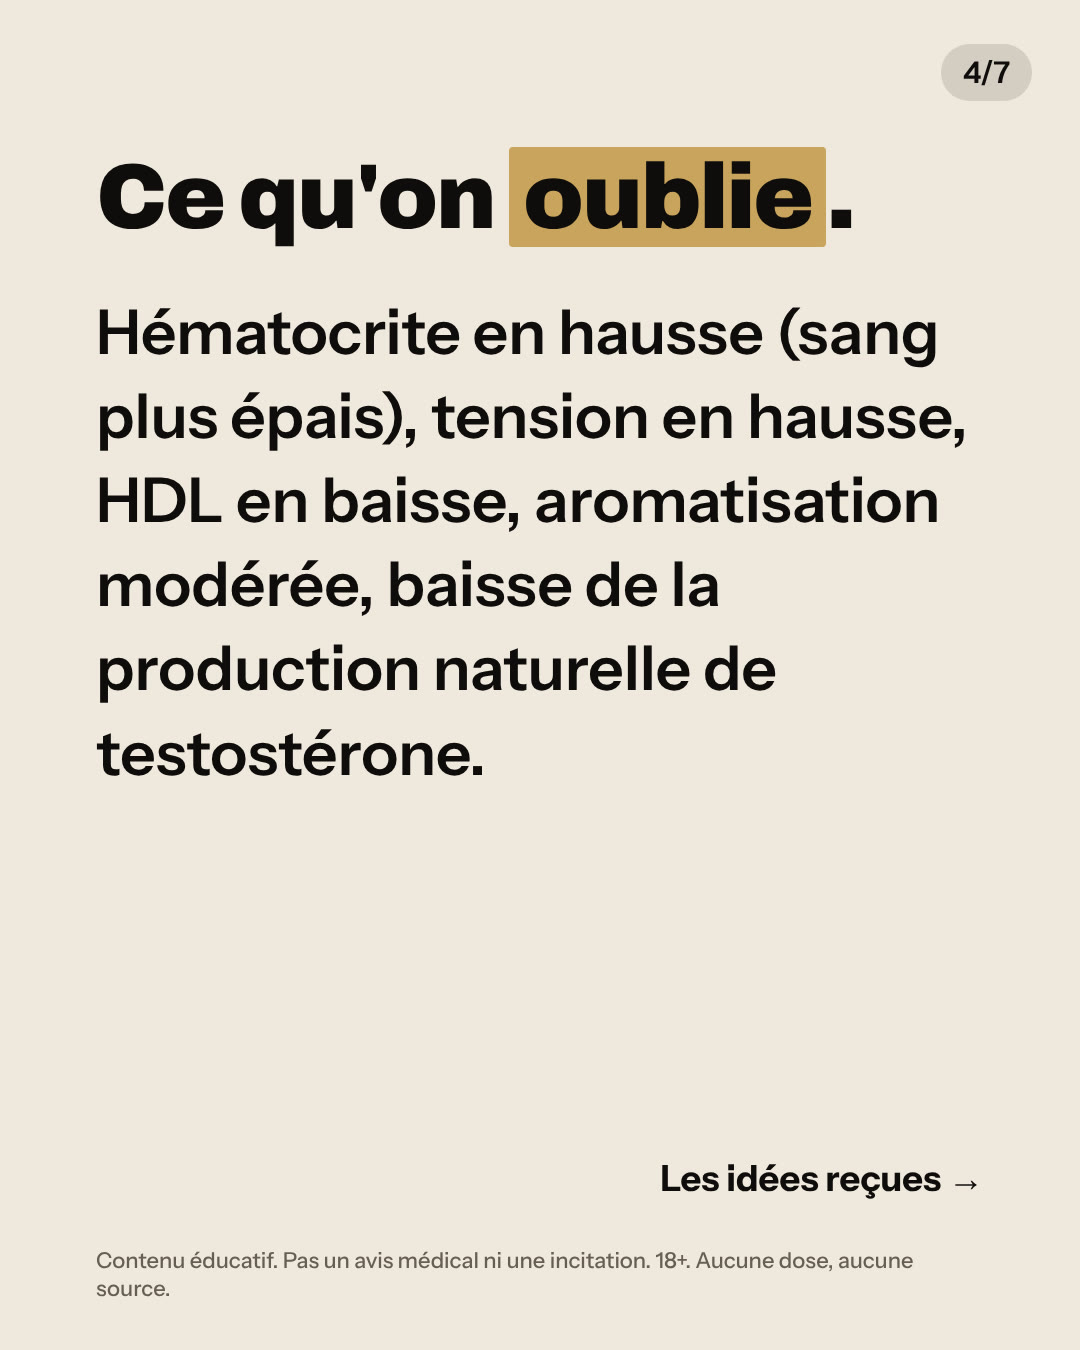 4/7
Ce qu'on oublie.
Hématocrite en hausse (sang
plus épais), tension en hausse,
HDL en baisse, aromatisation
modérée, baisse de la
production naturelle de
testostérone.
Les idées reçues →
Contenu éducatif. Pas un avis médical ni une incitation. 18+. Aucune dose, aucune
source.